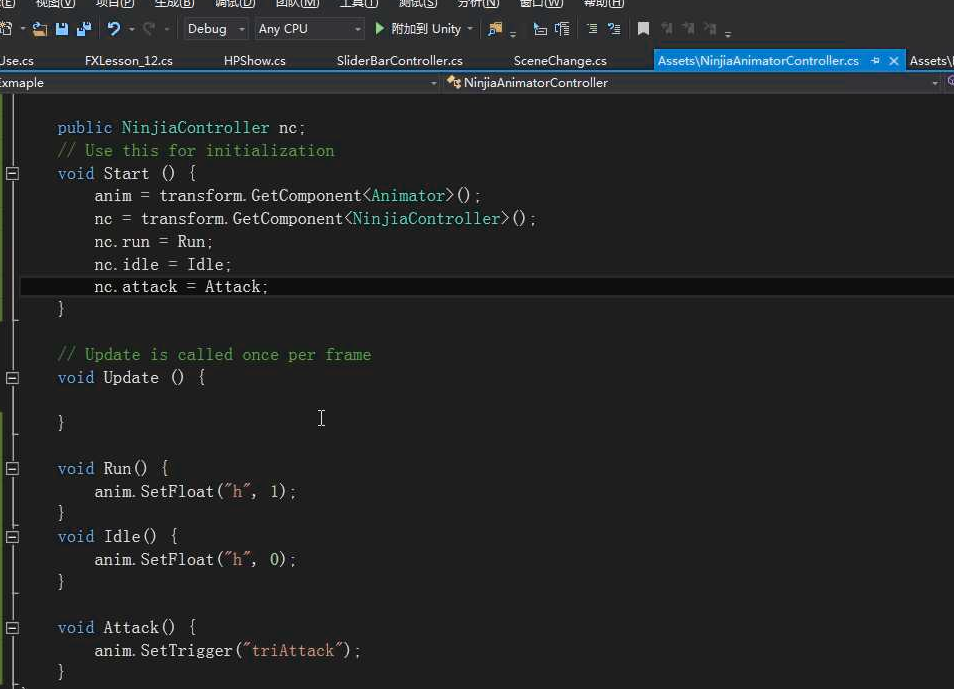 视图(V) 项目(P) 生成(B) 调试(D) 团队(M) 工具(T) 测试(S) 分析(N) 窗口(W) 帮助(H)
Debug Any CPU 附加到 Unity
Use.cs FXLesson_12.cs HPShow.cs SliderBarController.cs SceneChange.cs Assets\NinjiaAnimatorController.cs Assets\
Exmaple NinjiaAnimatorController
public NinjiaController nc;
// Use this for initialization
void Start () {
anim = transform.GetComponent<Animator>();
nc = transform.GetComponent<NinjiaController>();
nc.run = Run;
nc.idle = Idle;
nc.attack = Attack;
}
// Update is called once per frame
void Update () {
}
void Run() {
anim.SetFloat("h", 1);
}
void Idle() {
anim.SetFloat("h", 0);
}
void Attack() {
anim.SetTrigger("triAttack");
}